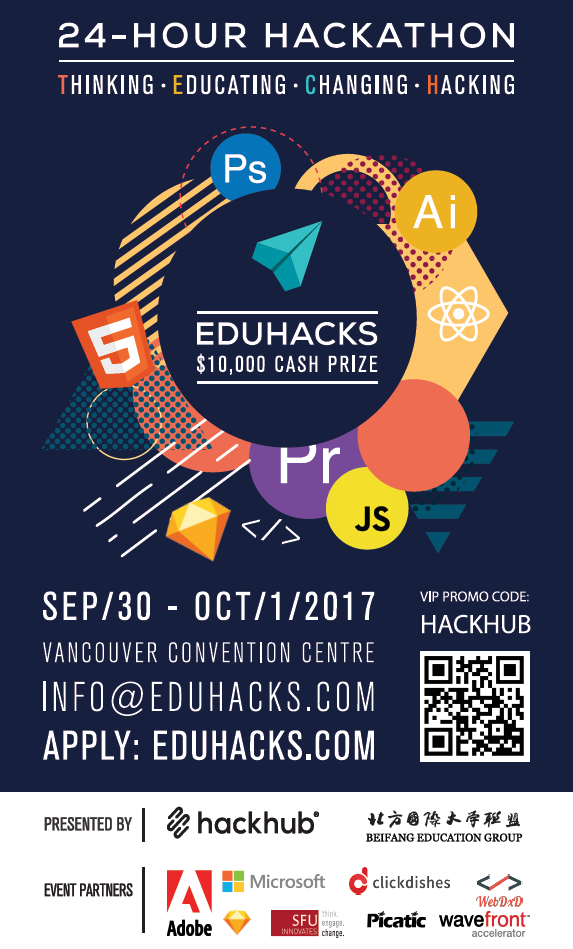 24-HOUR HACKATHON
THINKING · EDUCATING · CHANGING · HACKING
Ps
Ai
5
EDUHACKS
$10,000 CASH PRIZE
Pr
JS
</>
SEP/30 - OCT/1/2017
VANCOUVER CONVENTION CENTRE
INFO@EDUHACKS.COM
APPLY: EDUHACKS.COM
VIP PROMO CODE:
HACKHUB
PRESENTED BY
hackhub
北方国际大学联盟
BEIFANG EDUCATION GROUP
EVENT PARTNERS
Adobe
Microsoft
clickdishes
</>
WebDxD
SFU
INNOVATES
think.
engage.
change.
Picatic
wavefront
accelerator